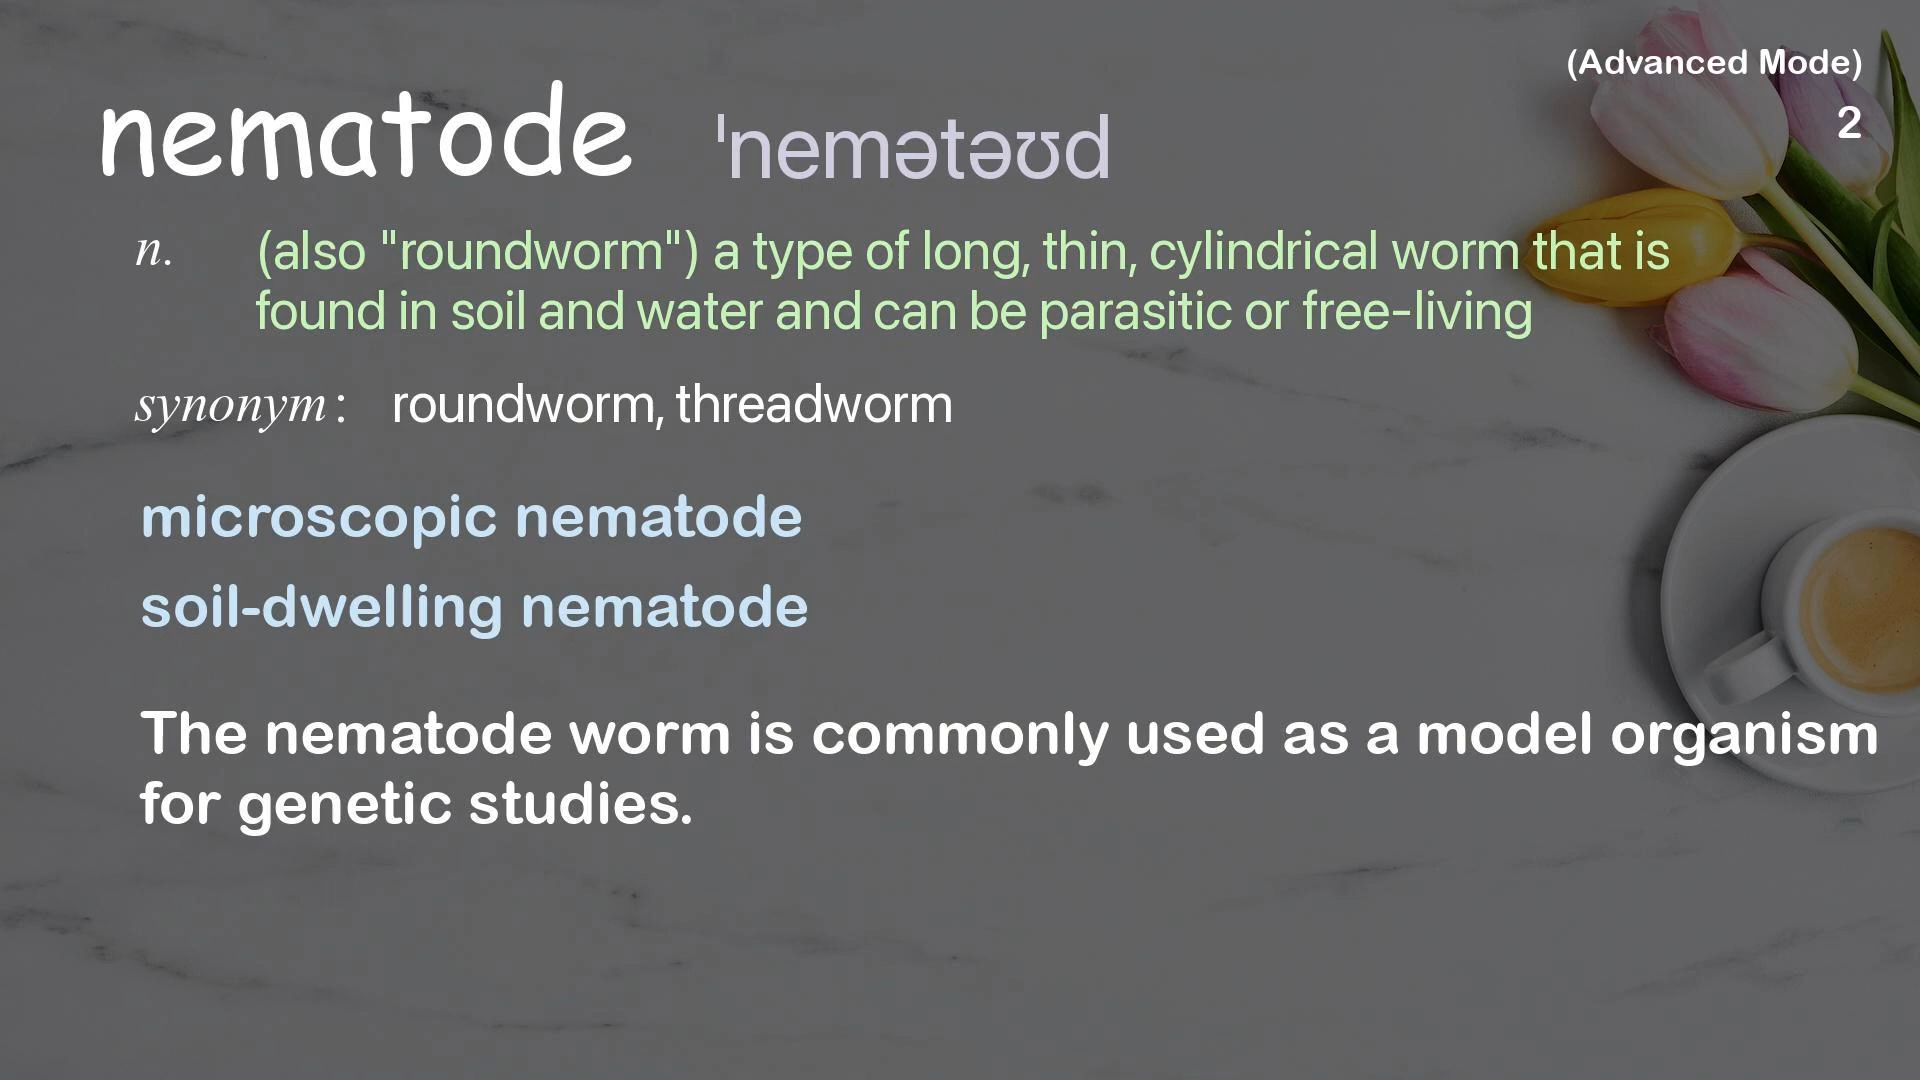 (Advanced Mode)
2
nematode ˈnemətəʊd
n. (also "roundworm") a type of long, thin, cylindrical worm that is
found in soil and water and can be parasitic or free-living
synonym: roundworm, threadworm
microscopic nematode
soil-dwelling nematode
The nematode worm is commonly used as a model organism
for genetic studies.